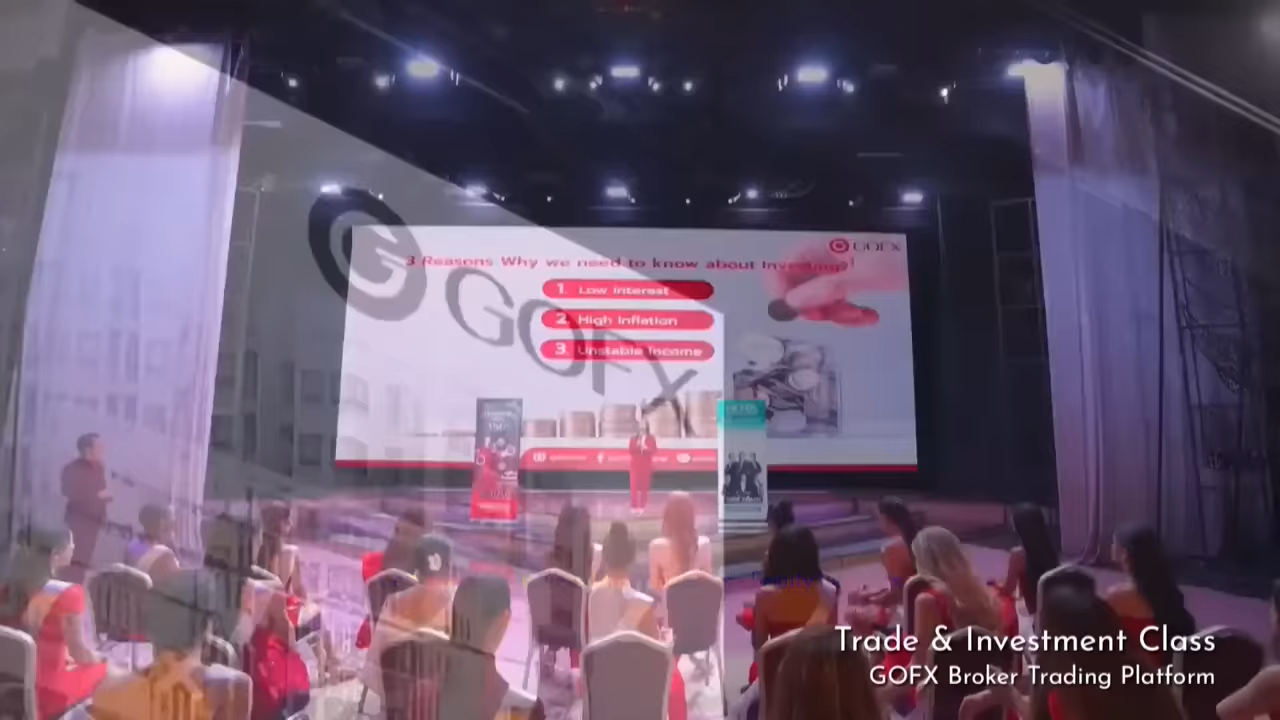 GOFX
3 Reasons Why we need to know about Investing?
1. Low Interest
2. High Inflation
3. Unstable Income
GOFX
Trade & Investment Class
GOFX Broker Trading Platform